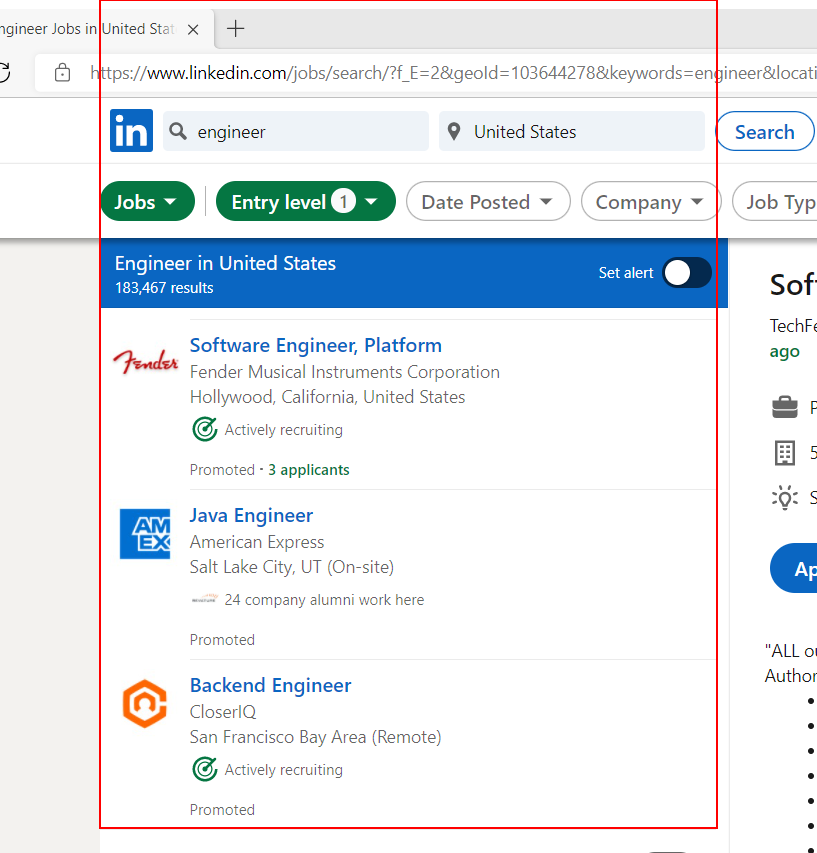 ngineer Jobs in United Stat
https://www.linkedin.com/jobs/search/?f_E=2&geoId=103644278&keywords=engineer&locati
in
engineer
United States
Search
Jobs
Entry level 1
Date Posted
Company
Job Typ
Engineer in United States
183,467 results
Set alert
Fender
Software Engineer, Platform
Fender Musical Instruments Corporation
Hollywood, California, United States
Actively recruiting
Promoted · 3 applicants
AM
EX
Java Engineer
American Express
Salt Lake City, UT (On-site)
24 company alumni work here
Promoted
Backend Engineer
CloserIQ
San Francisco Bay Area (Remote)
Actively recruiting
Promoted
Sof
TechFe
ago
P
5
S
Ap
"ALL ou
Author